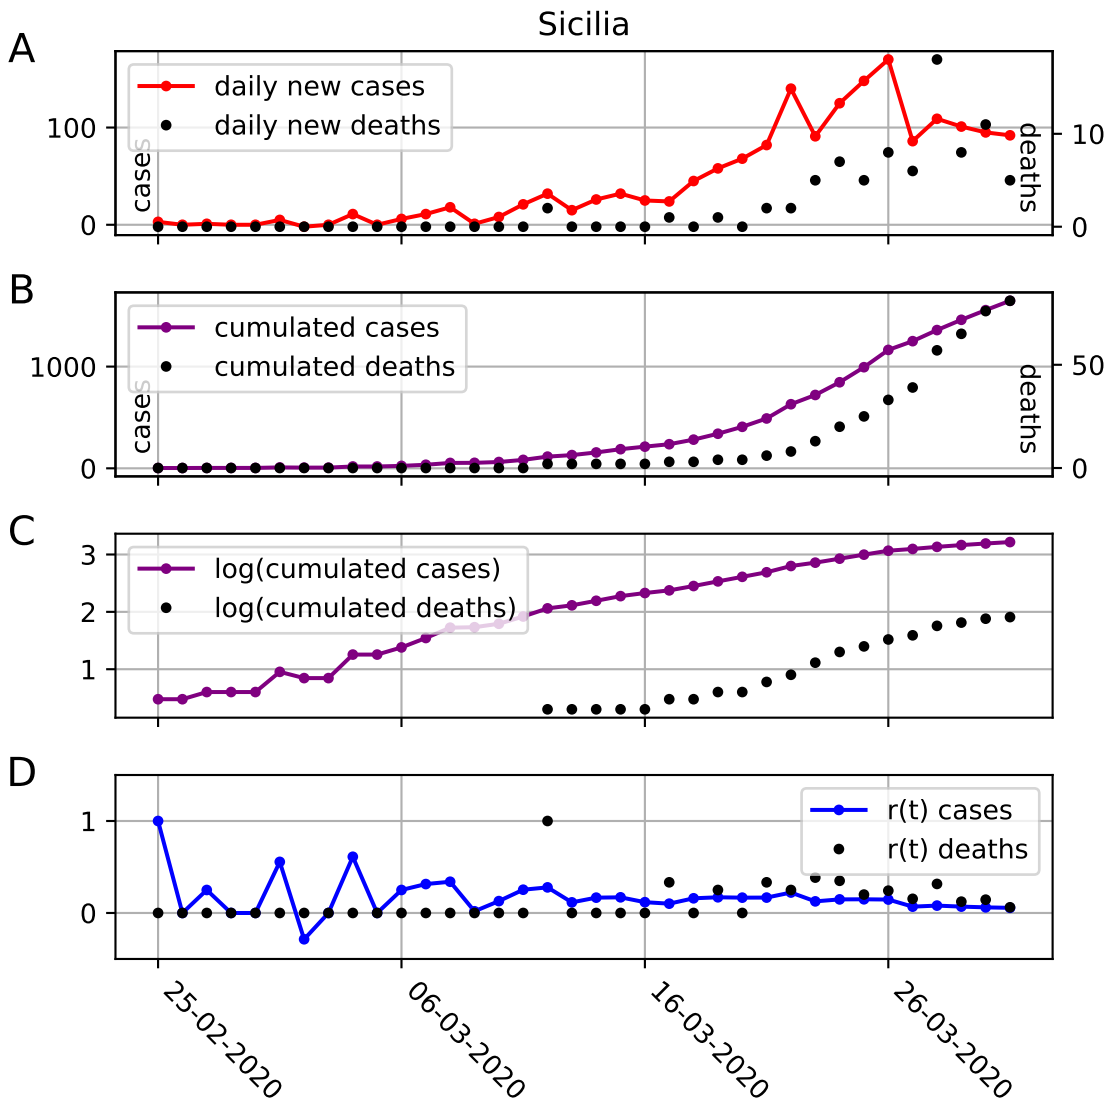 Sicilia
A
daily new cases
daily new deaths
100
0
cases
10
0
deaths
B
cumulated cases
cumulated deaths
1000
0
cases
50
0
deaths
C
log(cumulated cases)
log(cumulated deaths)
3
2
1
D
r(t) cases
r(t) deaths
1
0
25-02-2020
06-03-2020
16-03-2020
26-03-2020